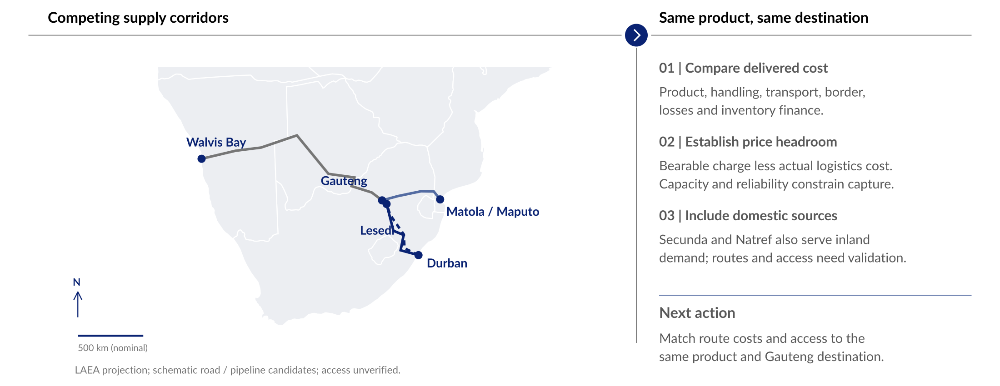 Competing supply corridors
Walvis Bay
Gauteng
Matola / Maputo
Lesedi
Durban
N
500 km (nominal)
LAEA projection; schematic road / pipeline candidates; access unverified.
Same product, same destination
01 | Compare delivered cost
Product, handling, transport, border,
losses and inventory finance.
02 | Establish price headroom
Bearable charge less actual logistics cost.
Capacity and reliability constrain capture.
03 | Include domestic sources
Secunda and Natref also serve inland
demand; routes and access need validation.
Next action
Match route costs and access to the
same product and Gauteng destination.